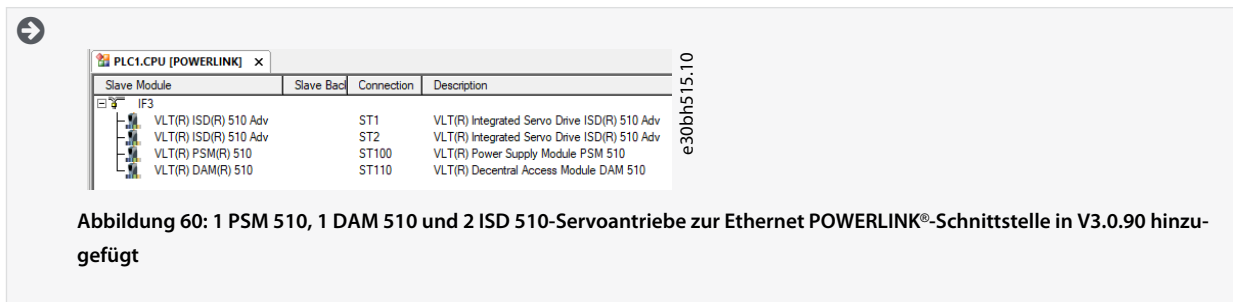 PLC1.CPU [POWERLINK] X
Slave Module Slave Bacl Connection Description
IF3
VLT(R) ISD(R) 510 Adv ST1 VLT(R) Integrated Servo Drive ISD(R) 510 Adv
VLT(R) ISD(R) 510 Adv ST2 VLT(R) Integrated Servo Drive ISD(R) 510 Adv
VLT(R) PSM(R) 510 ST100 VLT(R) Power Supply Module PSM 510
VLT(R) DAM(R) 510 ST110 VLT(R) Decentral Access Module DAM 510
e30bh515.10
Abbildung 60: 1 PSM 510, 1 DAM 510 und 2 ISD 510-Servoantriebe zur Ethernet POWERLINK®-Schnittstelle in V3.0.90 hinzu-
gefügt